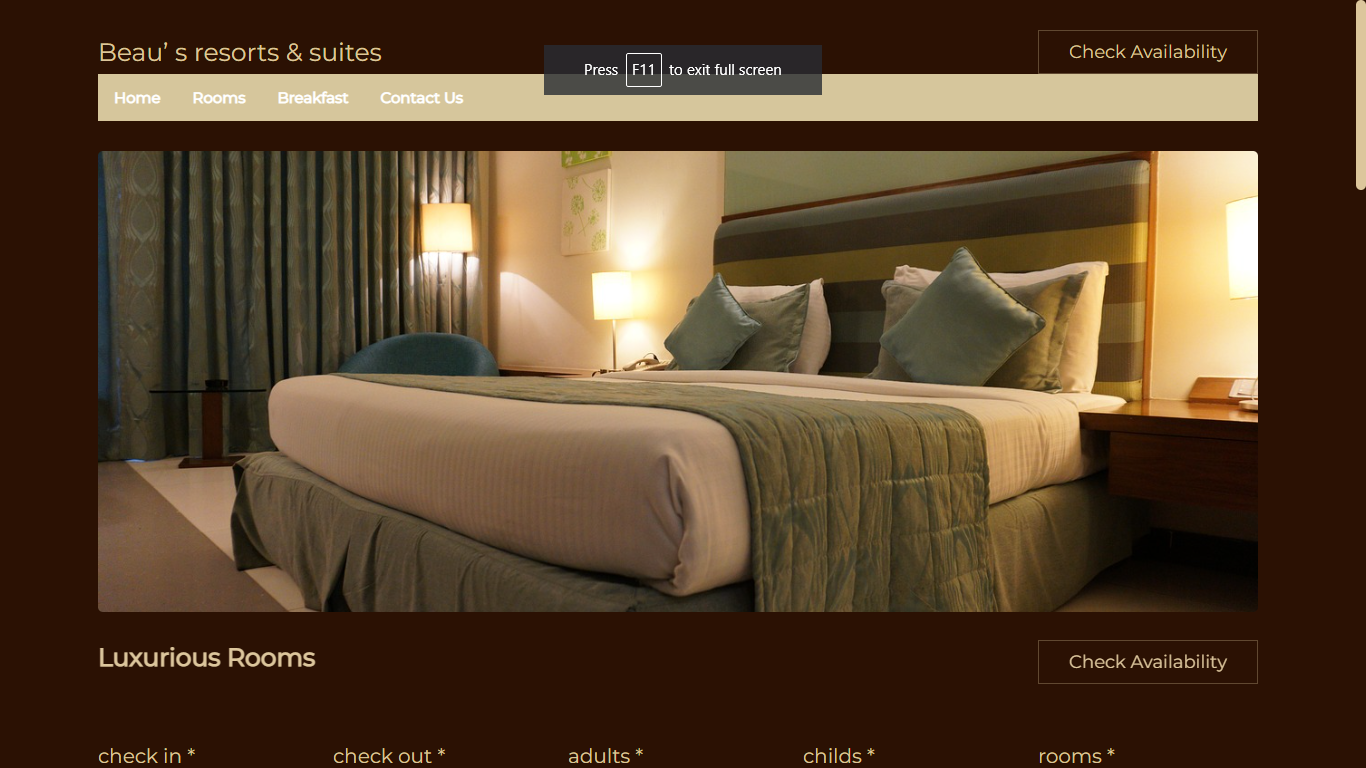 Beau’ s resorts & suites
Check Availability
Press F11 to exit full screen
Home Rooms Breakfast Contact Us
Luxurious Rooms
Check Availability
check in * check out * adults * childs * rooms *